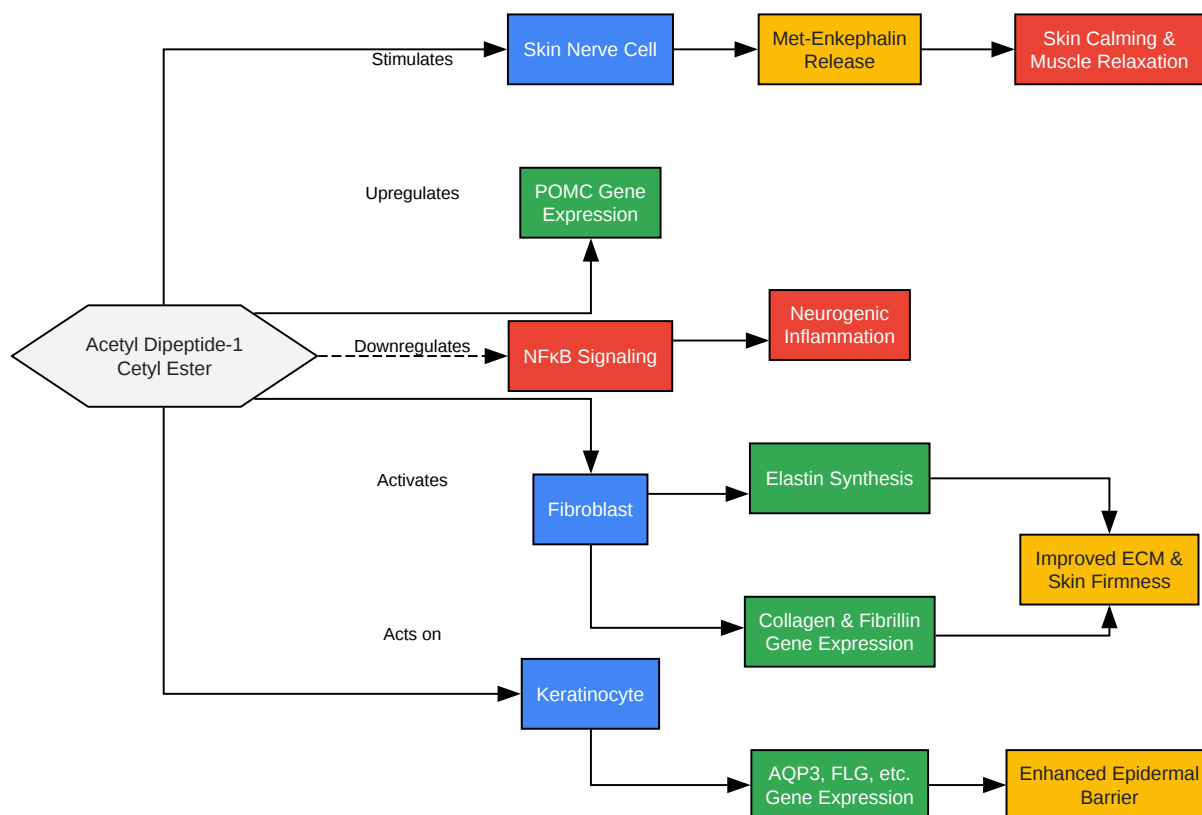 Stimulates
Skin Nerve Cell
Met-Enkephalin
Release
Skin Calming &
Muscle Relaxation
Upregulates
POMC Gene
Expression
Acetyl Dipeptide-1
Cetyl Ester
Downregulates
NFκB Signaling
Neurogenic
Inflammation
Activates
Fibroblast
Elastin Synthesis
Improved ECM &
Skin Firmness
Collagen & Fibrillin
Gene Expression
Acts on
Keratinocyte
AQP3, FLG, etc.
Gene Expression
Enhanced Epidermal
Barrier